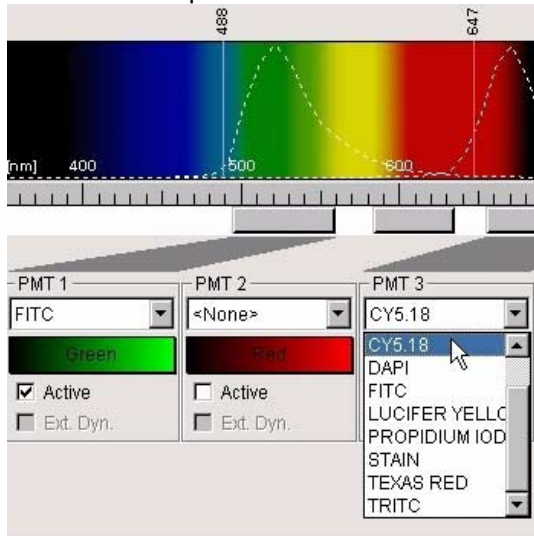 488
647
[nm] 400 500 600
PMT 1 PMT 2 PMT 3
FITC <None> CY5.18
Green Red
Active Active
Ext. Dyn. Ext. Dyn.
CY5.18
DAPI
FITC
LUCIFER YELLC
PROPIDIUM IOD
STAIN
TEXAS RED
TRITC